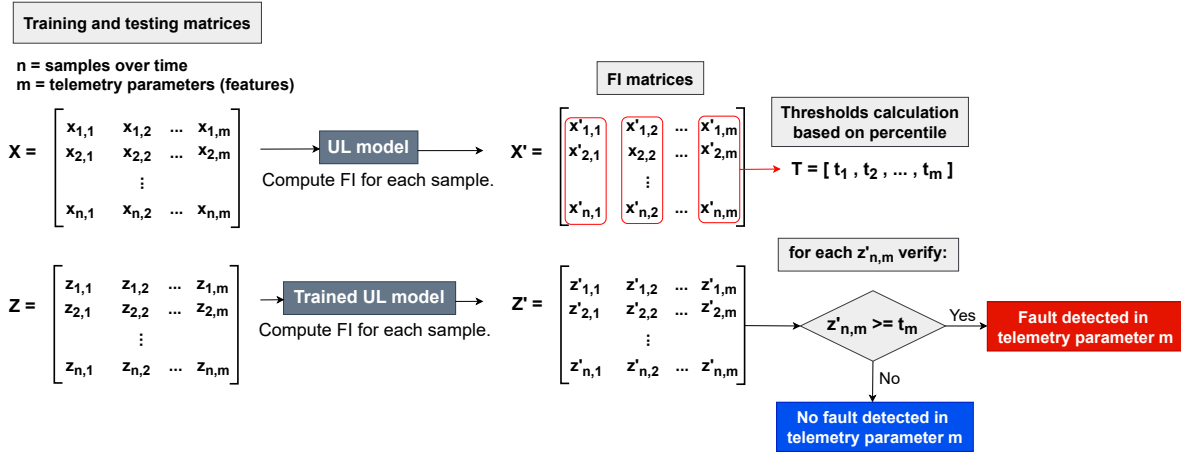 Training and testing matrices
n = samples over time
m = telemetry parameters (features)
FI matrices
Thresholds calculation
based on percentile
X =
x1,1 x1,2 ... x1,m
x2,1 x2,2 ... x2,m
⋮
xn,1 xn,2 ... xn,m
UL model
Compute FI for each sample.
X' =
x'1,1 x'1,2 ... x'1,m
x'2,1 x2,2 ... x'2,m
⋮
x'n,1 x'n,2 ... x'n,m
T = [ t1 , t2 , ... , tm ]
for each z'n,m verify:
Z =
z1,1 z1,2 ... z1,m
z2,1 z2,2 ... z2,m
⋮
zn,1 zn,2 ... zn,m
Trained UL model
Compute FI for each sample.
Z' =
z'1,1 z'1,2 ... z'1,m
z'2,1 z'2,2 ... z'2,m
⋮
z'n,1 z'n,2 ... z'n,m
z'n,m >= tm
Yes
Fault detected in
telemetry parameter m
No
No fault detected in
telemetry parameter m